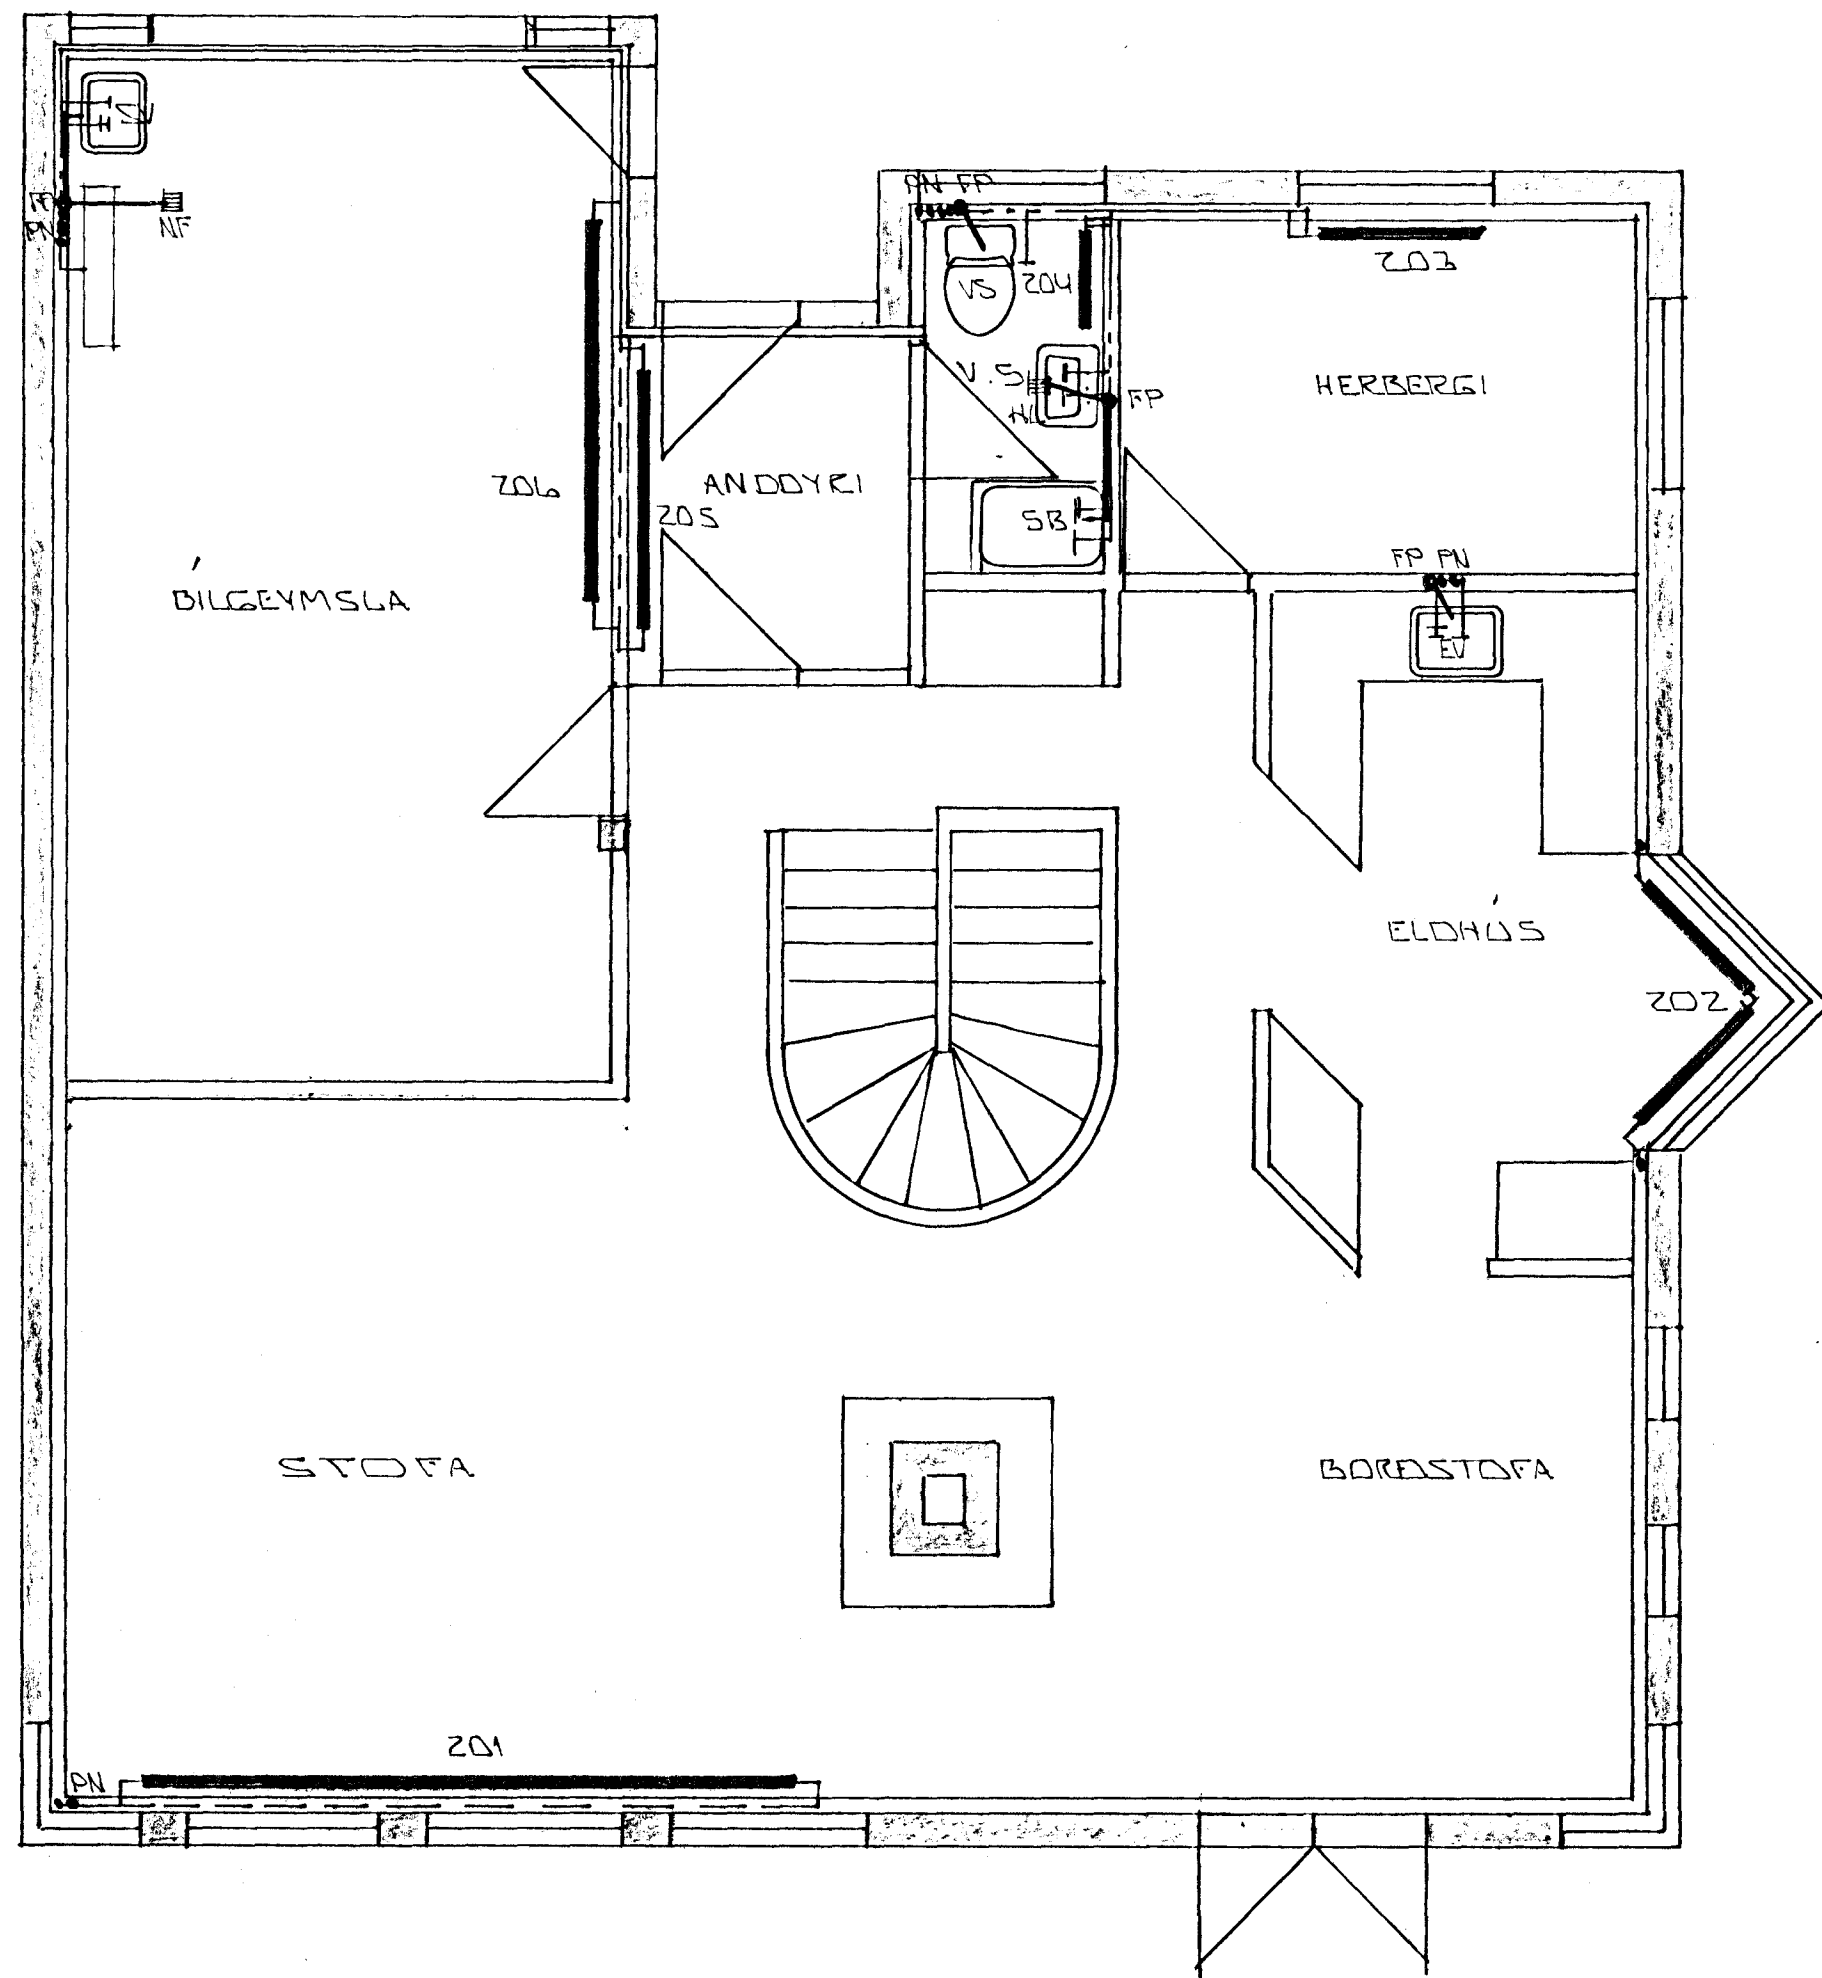 PN FP
NF
PN
VS
204
203
V.S
HL
FP
HERBERGI
206
205
ANDDYRI
SB
FP PN
EV
BÍLGEYMSLA
ELDHÚS
202
STOFA
BORÐSTOFA
201
PN